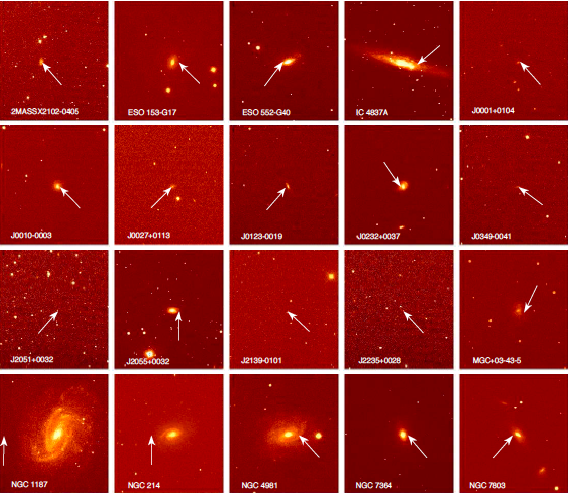 2MASSX2102-0405
ESO 153-G17
ESO 552-G40
IC 4837A
J0001+0104
J0010-0003
J0027+0113
J0123-0019
J0232+0037
J0349-0041
J2051+0032
J2055+0032
J2139-0101
J2235+0028
MGC+03-43-5
NGC 1187
NGC 214
NGC 4981
NGC 7364
NGC 7803